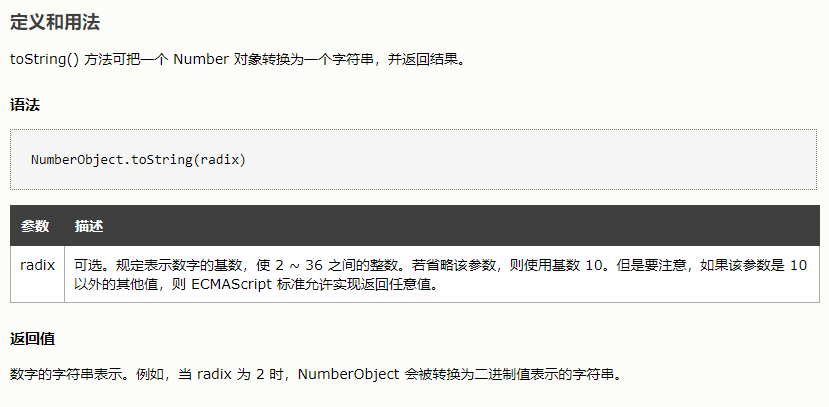 定义和用法
toString() 方法可把一个 Number 对象转换为一个字符串，并返回结果。
语法
NumberObject.toString(radix)
参数 描述
radix 可选。规定表示数字的基数，使 2 ~ 36 之间的整数。若省略该参数，则使用基数 10。但是要注意，如果该参数是 10
以外的其他值，则 ECMAScript 标准允许实现返回任意值。
返回值
数字的字符串表示。例如，当 radix 为 2 时，NumberObject 会被转换为二进制值表示的字符串。